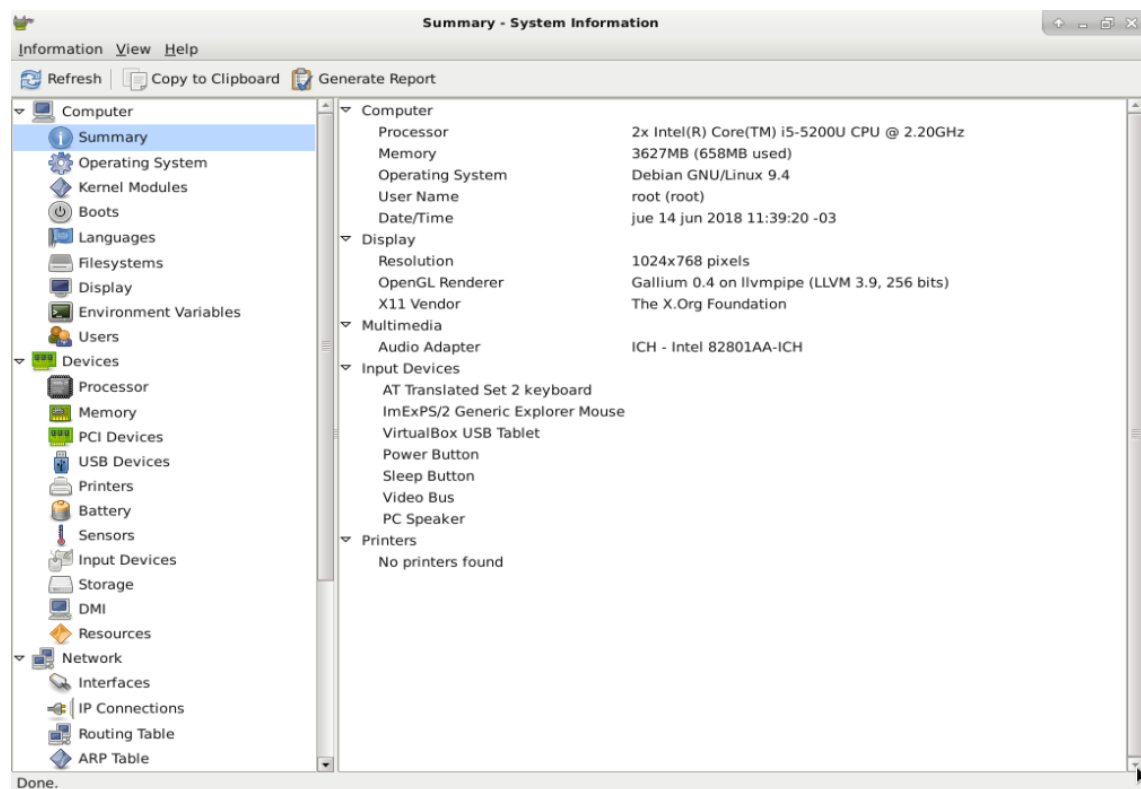 Summary - System Information
Information View Help
Refresh Copy to Clipboard Generate Report
Computer
Summary
Operating System
Kernel Modules
Boots
Languages
Filesystems
Display
Environment Variables
Users
Devices
Processor
Memory
PCI Devices
USB Devices
Printers
Battery
Sensors
Input Devices
Storage
DMI
Resources
Network
Interfaces
IP Connections
Routing Table
ARP Table
Computer
Processor 2x Intel(R) Core(TM) i5-5200U CPU @ 2.20GHz
Memory 3627MB (658MB used)
Operating System Debian GNU/Linux 9.4
User Name root (root)
Date/Time jue 14 jun 2018 11:39:20 -03
Display
Resolution 1024x768 pixels
OpenGL Renderer Gallium 0.4 on llvmpipe (LLVM 3.9, 256 bits)
X11 Vendor The X.Org Foundation
Multimedia
Audio Adapter ICH - Intel 82801AA-ICH
Input Devices
AT Translated Set 2 keyboard
ImExPS/2 Generic Explorer Mouse
VirtualBox USB Tablet
Power Button
Sleep Button
Video Bus
PC Speaker
Printers
No printers found
Done.